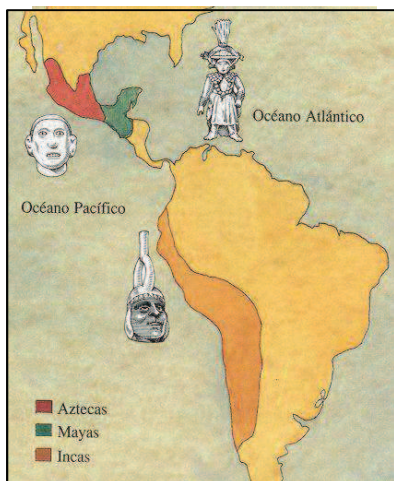 Océano Atlántico
Océano Pacífico
Aztecas
Mayas
Incas